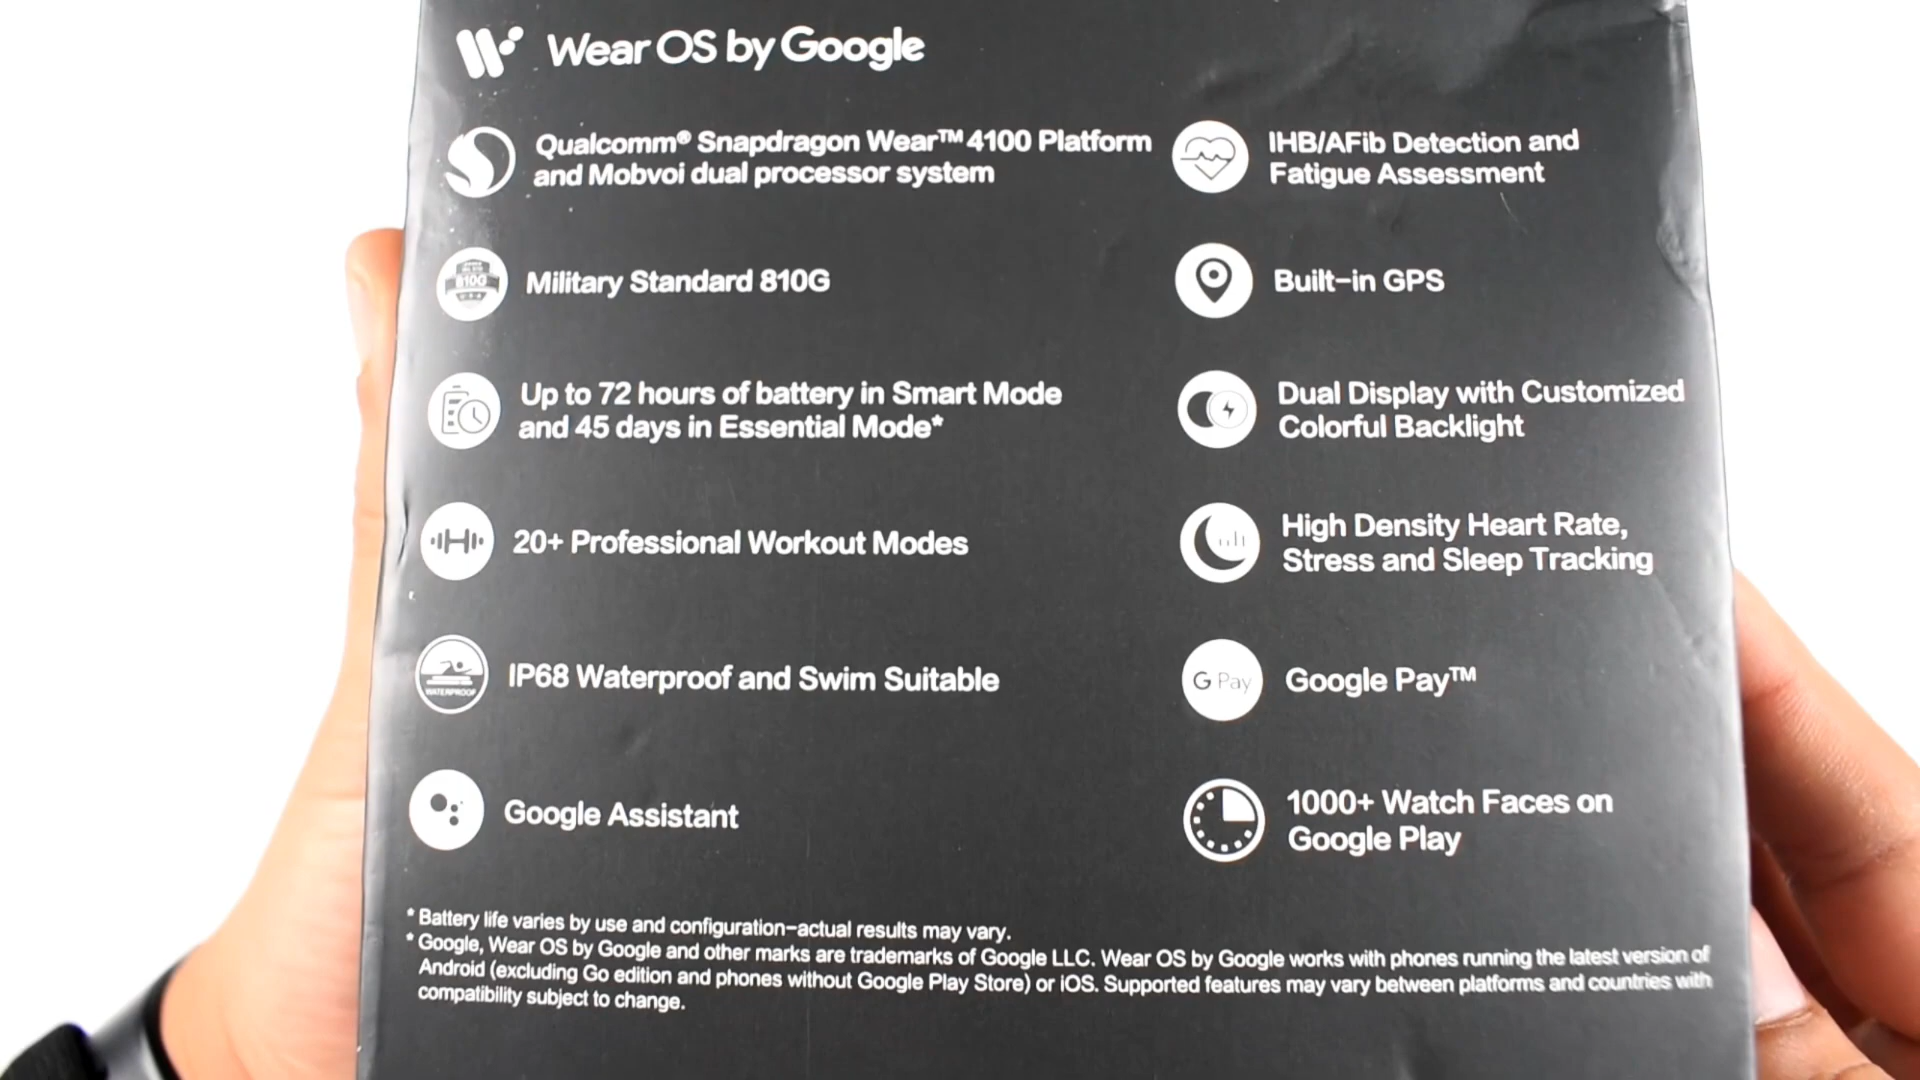 Wear OS by Google
Qualcomm® Snapdragon Wear™ 4100 Platform
and Mobvoi dual processor system
IHB/AFib Detection and
Fatigue Assessment
810G
Military Standard 810G
Built-in GPS
Up to 72 hours of battery in Smart Mode
and 45 days in Essential Mode*
Dual Display with Customized
Colorful Backlight
20+ Professional Workout Modes
High Density Heart Rate,
Stress and Sleep Tracking
WATERPROOF
IP68 Waterproof and Swim Suitable
G Pay
Google Pay™
Google Assistant
1000+ Watch Faces on
Google Play
* Battery life varies by use and configuration-actual results may vary.
* Google, Wear OS by Google and other marks are trademarks of Google LLC. Wear OS by Google works with phones running the latest version of
Android (excluding Go edition and phones without Google Play Store) or iOS. Supported features may vary between platforms and countries with
compatibility subject to change.